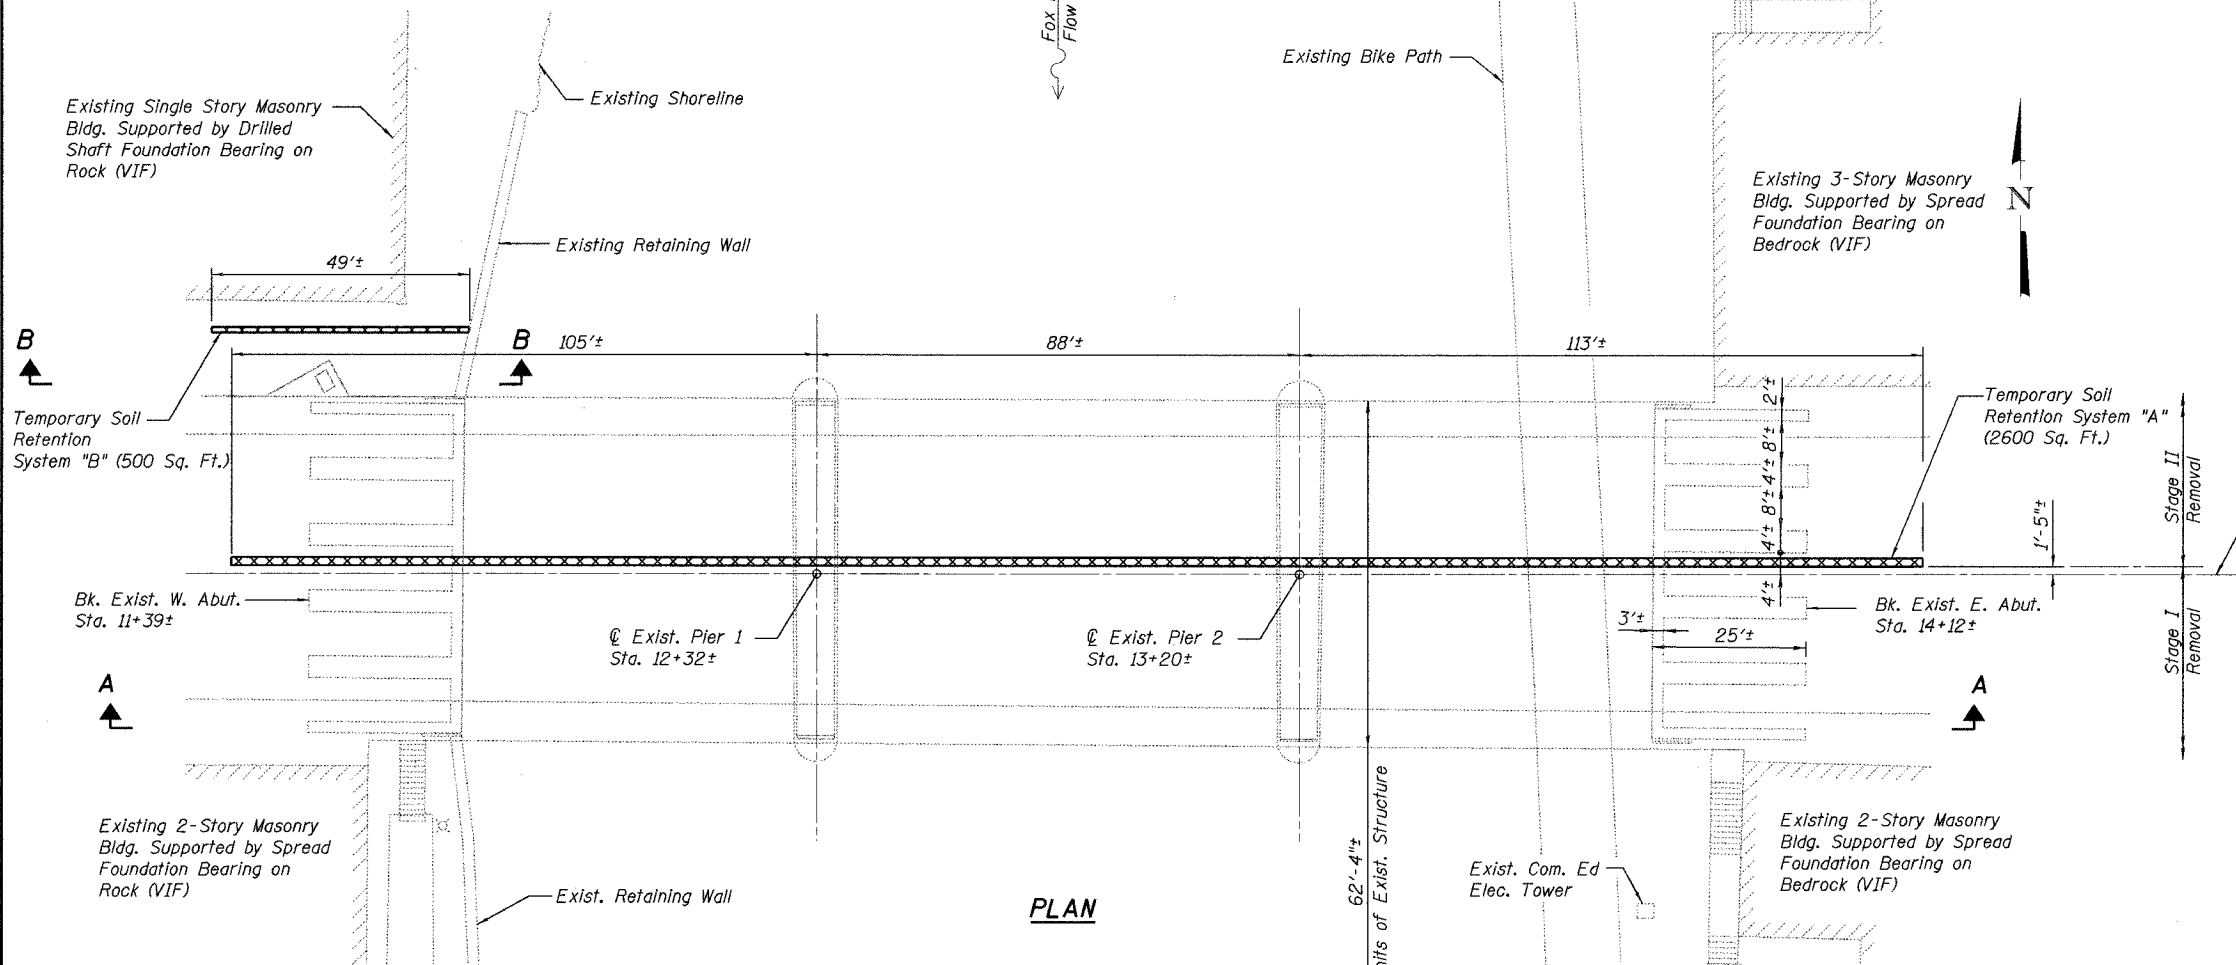 Fox
Flow
Existing Bike Path
Existing Single Story Masonry
Bldg. Supported by Drilled
Shaft Foundation Bearing on
Rock (VIF)
Existing Shoreline
Existing 3-Story Masonry
Bldg. Supported by Spread
Foundation Bearing on
Bedrock (VIF)
N
Existing Retaining Wall
49'±
B
B
105'±
88'±
113'±
Temporary Soil
Retention
System "B" (500 Sq. Ft.)
2'±
8'±
4'±
8'±
4'±
4'±
Temporary Soil
Retention System "A"
(2600 Sq. Ft.)
Stage II
Removal
1'-5"±
Stage I
Removal
Bk. Exist. W. Abut.
Sta. 11+39±
℄ Exist. Pier 1
Sta. 12+32±
℄ Exist. Pier 2
Sta. 13+20±
3'±
25'±
Bk. Exist. E. Abut.
Sta. 14+12±
A
A
Existing 2-Story Masonry
Bldg. Supported by Spread
Foundation Bearing on
Rock (VIF)
Exist. Retaining Wall
PLAN
62'-4"±
of Exist. Structure
Exist. Com. Ed
Elec. Tower
Existing 2-Story Masonry
Bldg. Supported by Spread
Foundation Bearing on
Bedrock (VIF)